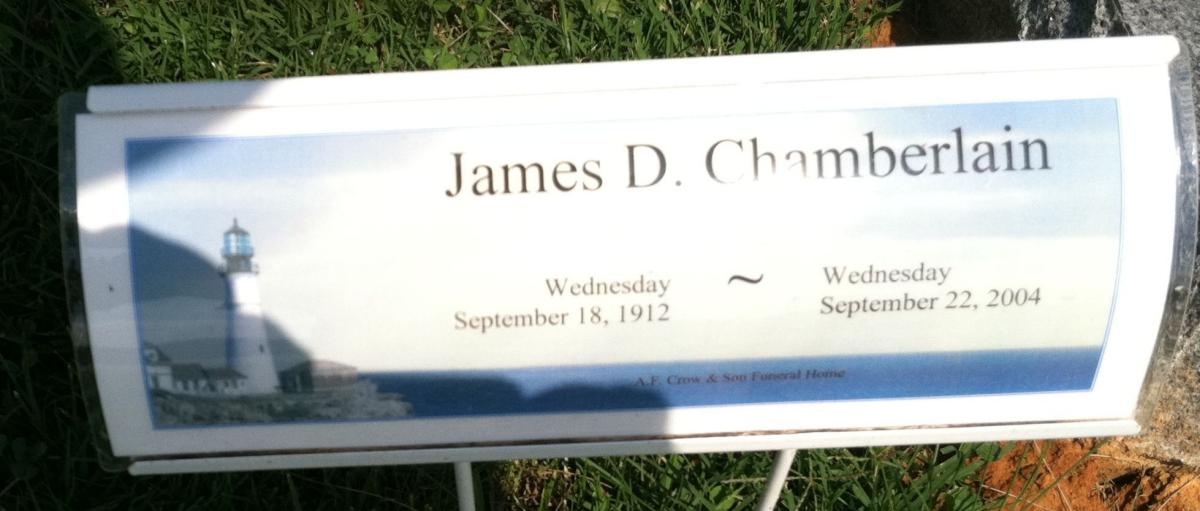 James D. Chamberlain
Wednesday ~ Wednesday
September 18, 1912 September 22, 2004
A.F. Crow & Son Funeral Home